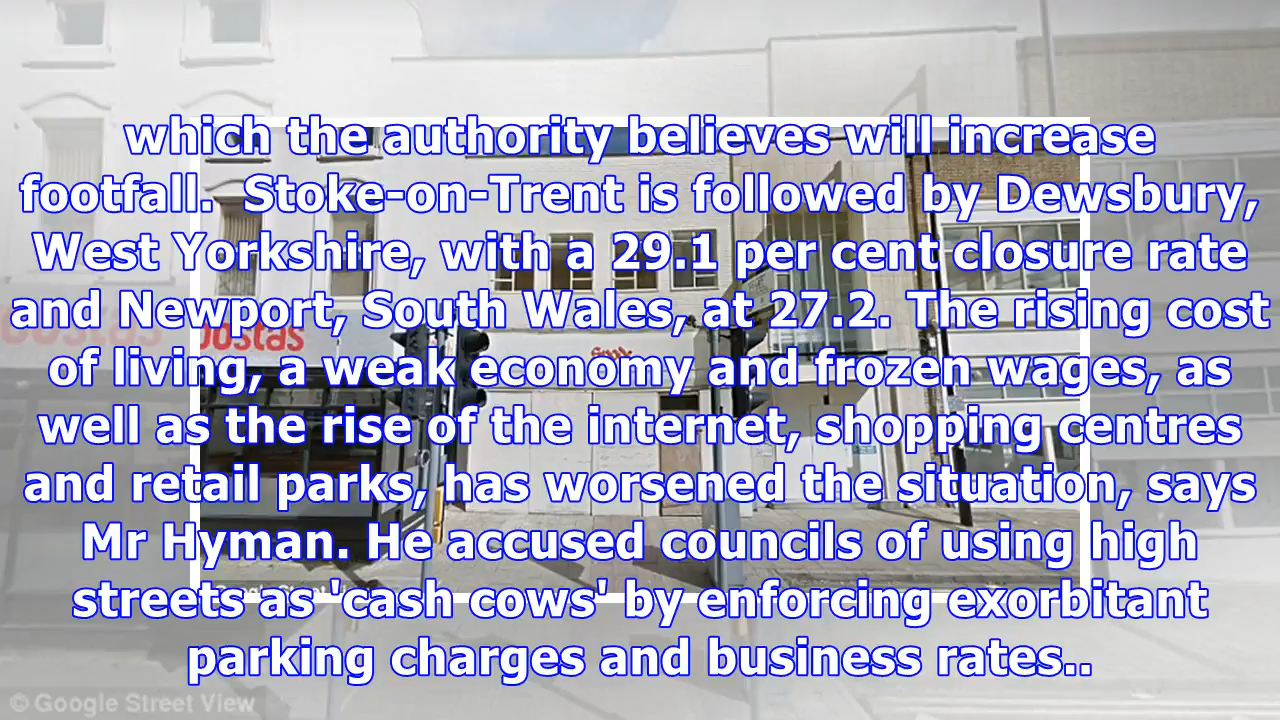 which the authority believes will increase
footfall.  Stoke-on-Trent is followed by Dewsbury,
West Yorkshire, with a 29.1 per cent closure rate
and Newport, South Wales, at 27.2. The rising cost
of living, a weak economy and frozen wages, as
well as the rise of the internet, shopping centres
and retail parks, has worsened the situation, says
Mr Hyman. He accused councils of using high
streets as 'cash cows' by enforcing exorbitant
parking charges and business rates..
© Google Street View